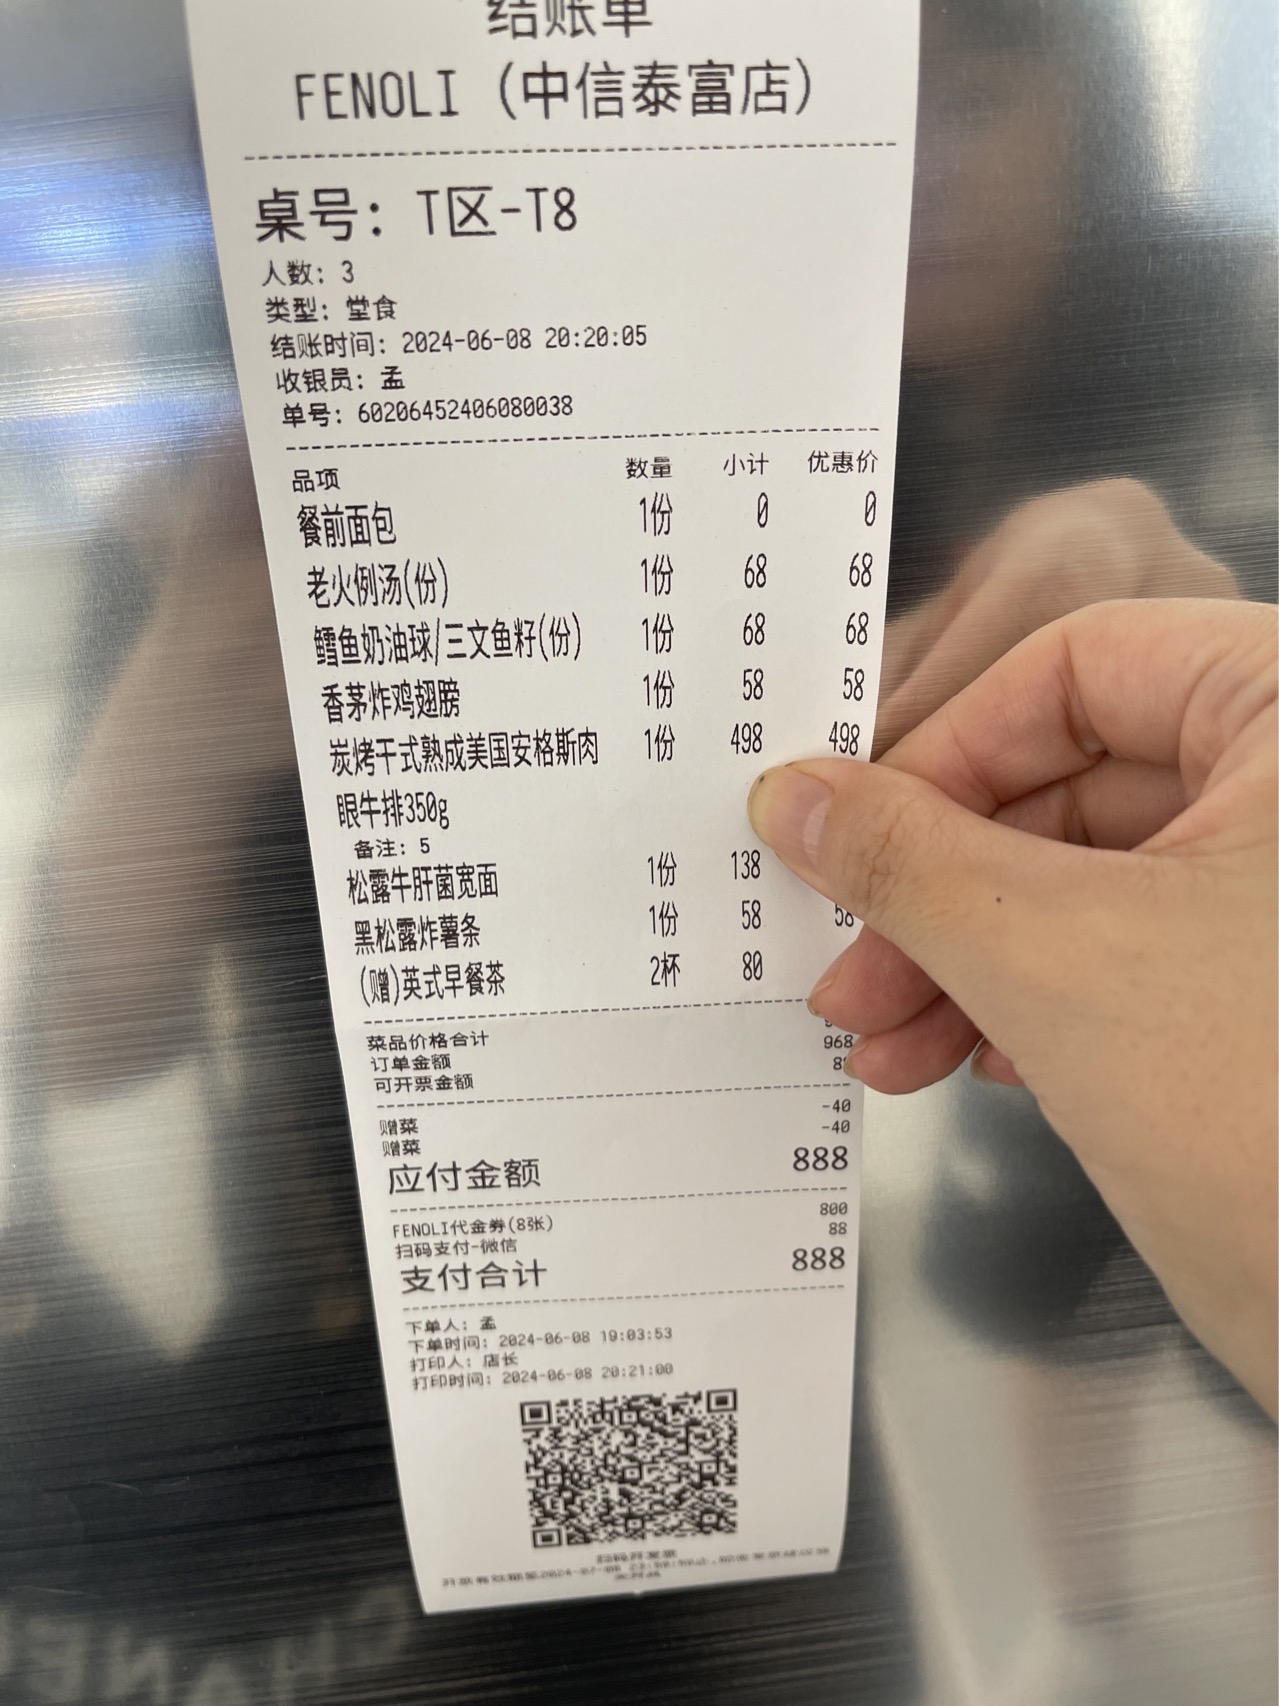 结账单
FENOLI（中信泰富店）
桌号：T区-T8
人数：3
类型：堂食
结账时间：2024-06-08 20:20:05
收银员：孟
单号：60206452406080038
品项 数量 小计 优惠价
餐前面包 1份 0 0
老火例汤(份) 1份 68 68
鳕鱼奶油球/三文鱼籽(份) 1份 68 68
香茅炸鸡翅膀 1份 58 58
炭烤干式熟成美国安格斯肉 1份 498 498
眼牛排350g
备注：5
松露牛肝菌宽面 1份 138
黑松露炸薯条 1份 58 58
(赠)英式早餐茶 2杯 80
菜品价格合计
订单金额 968
可开票金额
赠菜 -40
赠菜 -40
应付金额 888
FENOLI代金券(8张) 800
扫码支付-微信 88
支付合计 888
下单人：孟
下单时间：2024-06-08 19:03:53
打印人：店长
打印时间：2024-06-08 20:21:00
扫码开发票